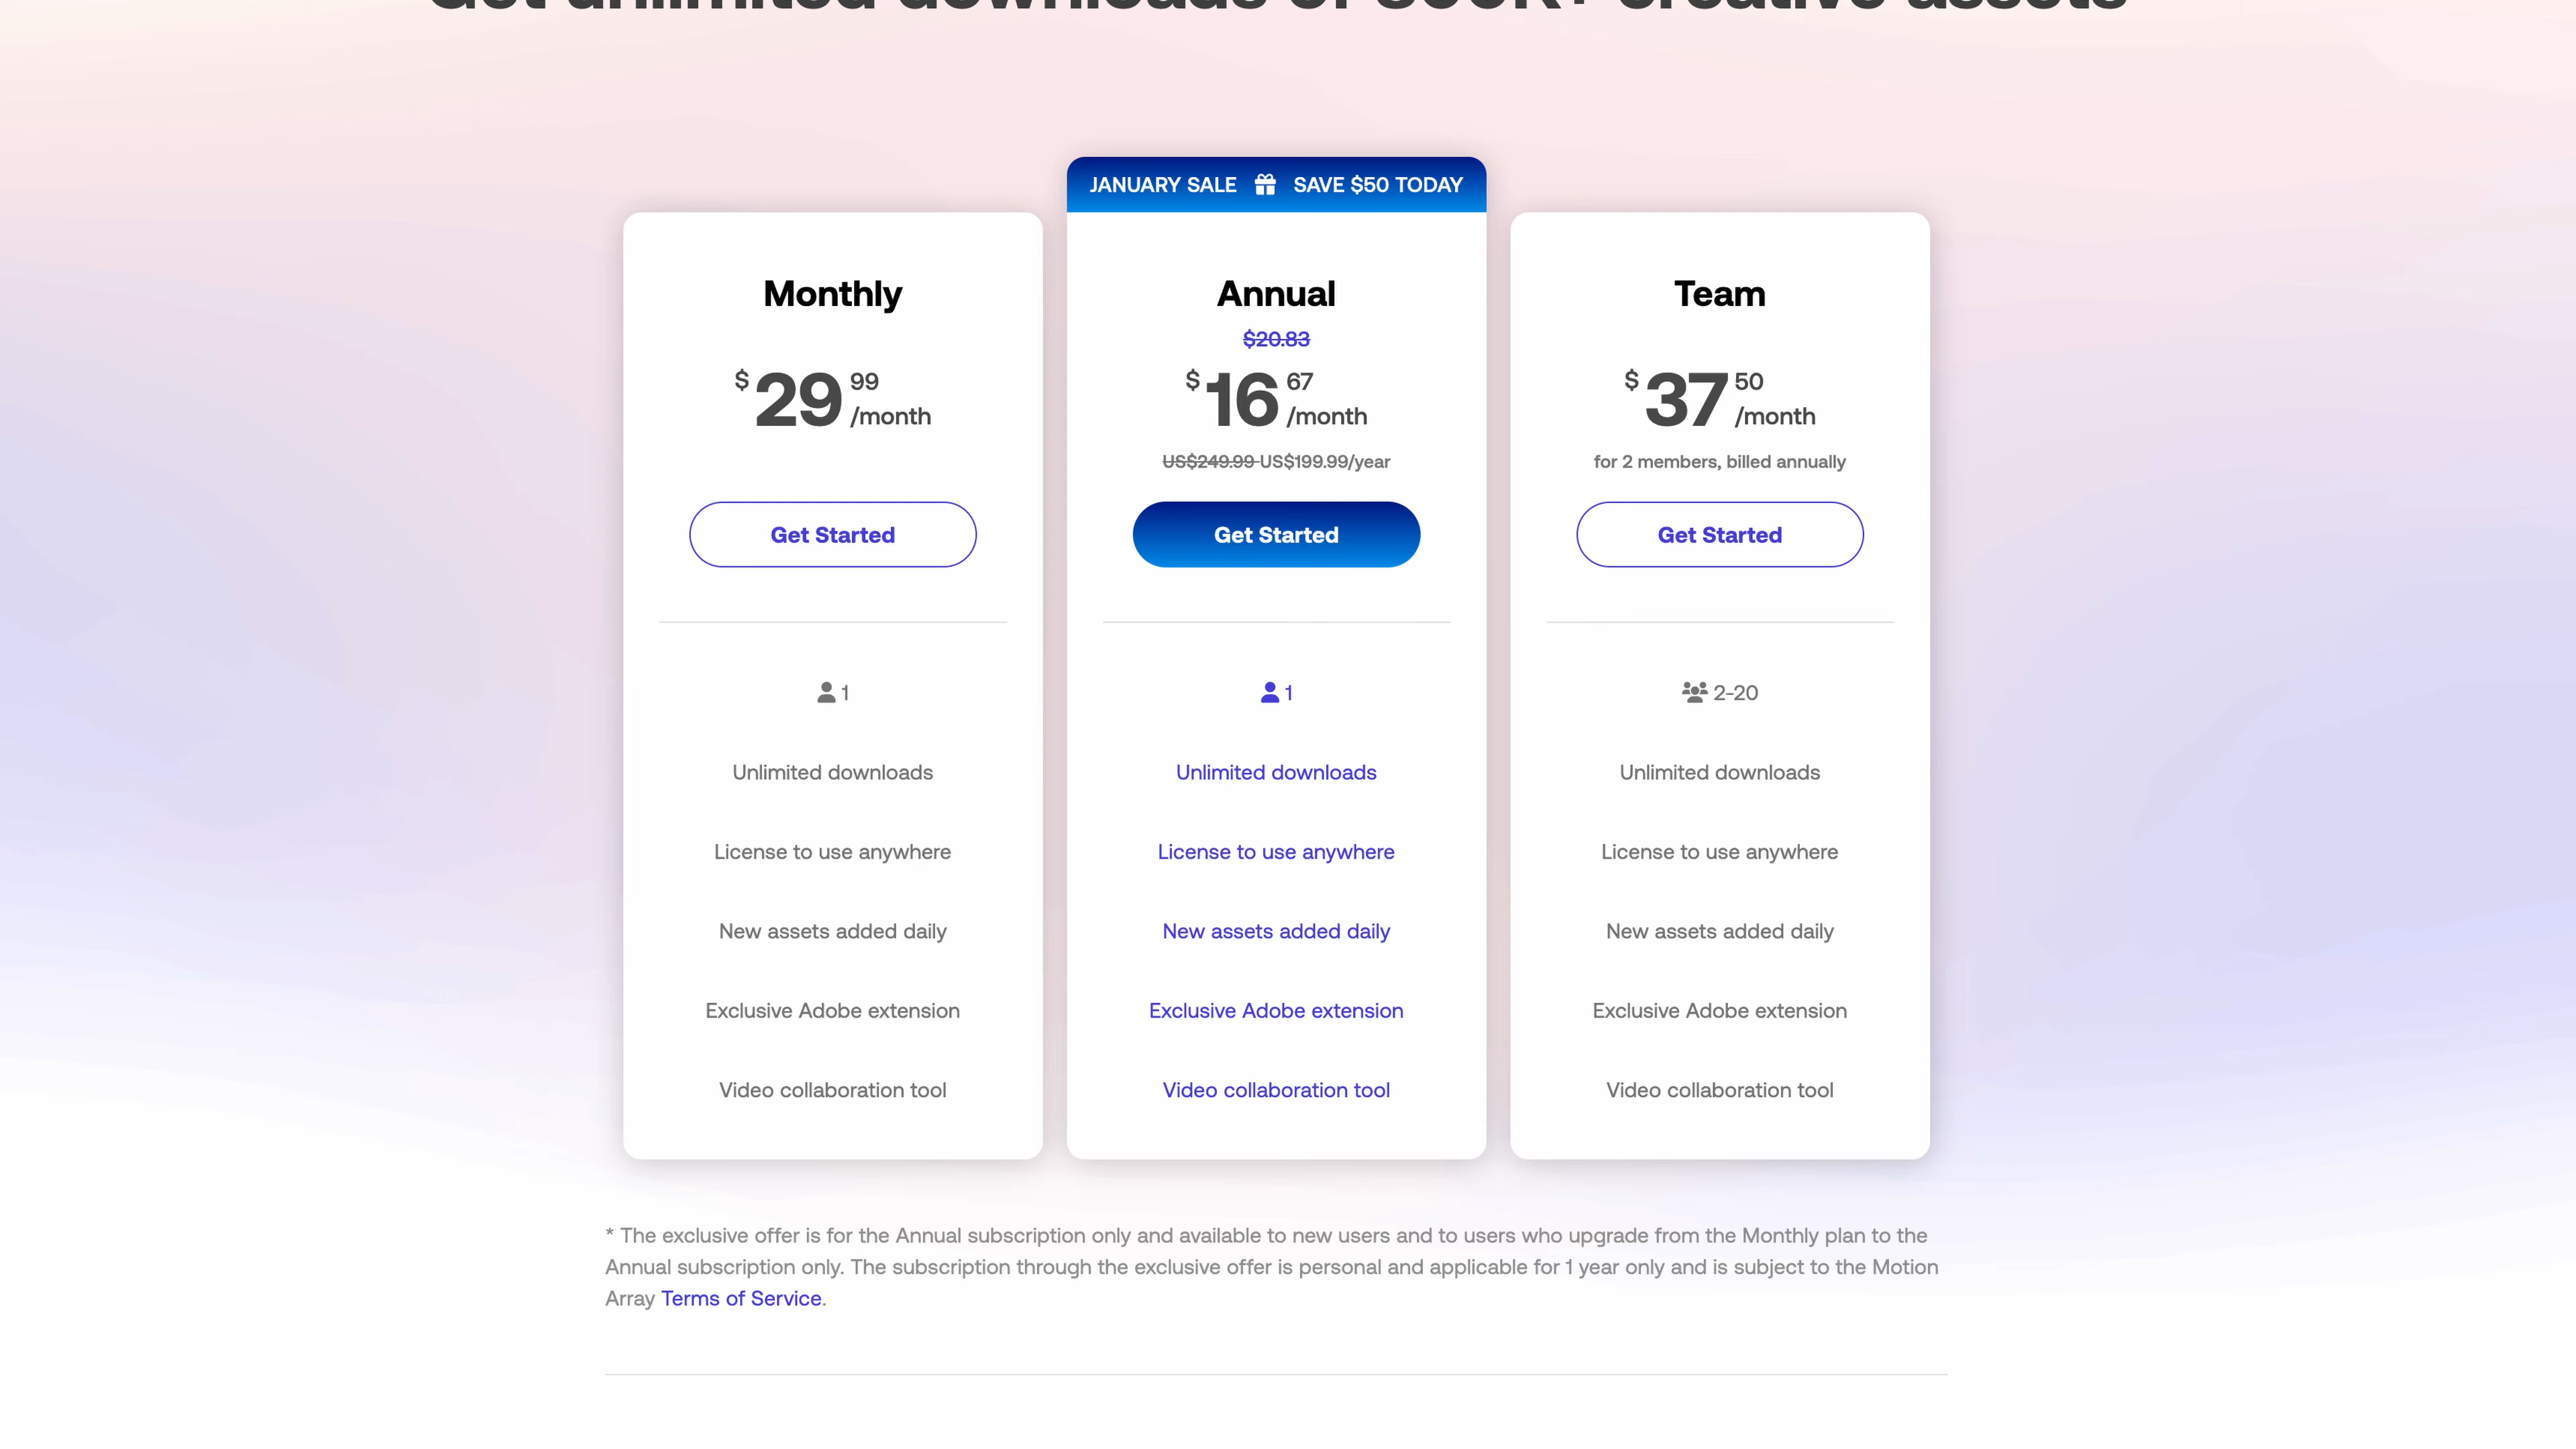 Get unlimited downloads of 800K+ creative assets
JANUARY SALE SAVE $50 TODAY
Monthly
$29 99 /month
Get Started
1
Unlimited downloads
License to use anywhere
New assets added daily
Exclusive Adobe extension
Video collaboration tool
Annual
$20.83
$16 67 /month
US$249.99 US$199.99/year
Get Started
1
Unlimited downloads
License to use anywhere
New assets added daily
Exclusive Adobe extension
Video collaboration tool
Team
$37 50 /month
for 2 members, billed annually
Get Started
2-20
Unlimited downloads
License to use anywhere
New assets added daily
Exclusive Adobe extension
Video collaboration tool
* The exclusive offer is for the Annual subscription only and available to new users and to users who upgrade from the Monthly plan to the
Annual subscription only. The subscription through the exclusive offer is personal and applicable for 1 year only and is subject to the Motion
Array Terms of Service.